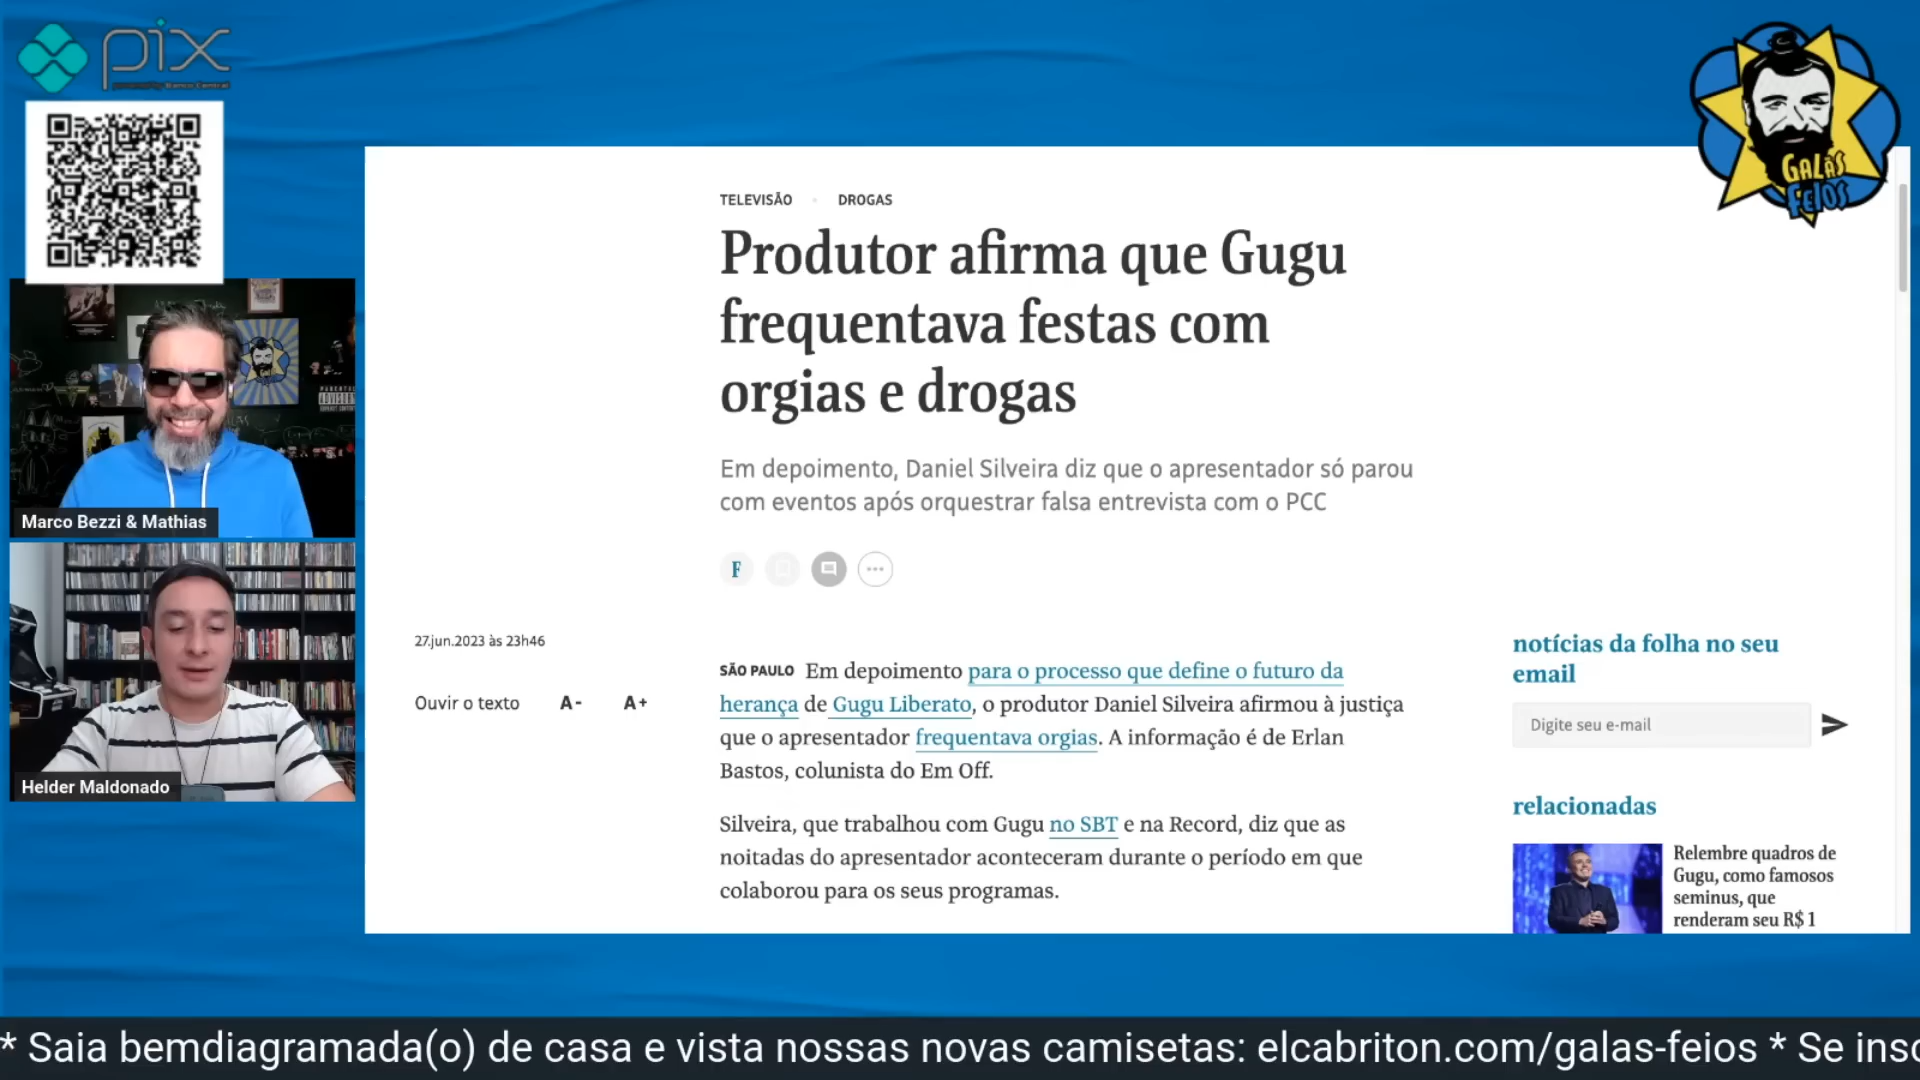 pix
powered by Banco Central
GALÃS
FEIOS
TELEVISÃO
DROGAS
Produtor afirma que Gugu
frequentava festas com
orgias e drogas
Em depoimento, Daniel Silveira diz que o apresentador só parou
com eventos após orquestrar falsa entrevista com o PCC
F
27.jun.2023 às 23h46
Ouvir o texto A- A+
SÃO PAULO Em depoimento para o processo que define o futuro da
herança de Gugu Liberato, o produtor Daniel Silveira afirmou à justiça
que o apresentador frequentava orgias. A informação é de Erlan
Bastos, colunista do Em Off.
Silveira, que trabalhou com Gugu no SBT e na Record, diz que as
noitadas do apresentador aconteceram durante o período em que
colaborou para os seus programas.
notícias da folha no seu
email
Digite seu e-mail
relacionadas
Relembre quadros de
Gugu, como famosos
seminus, que
renderam seu R$ 1
PARENTAL
ADVISORY
Marco Bezzi & Mathias
Helder Maldonado
* Saia bemdiagramada(o) de casa e vista nossas novas camisetas: elcabriton.com/galas-feios * Se insc